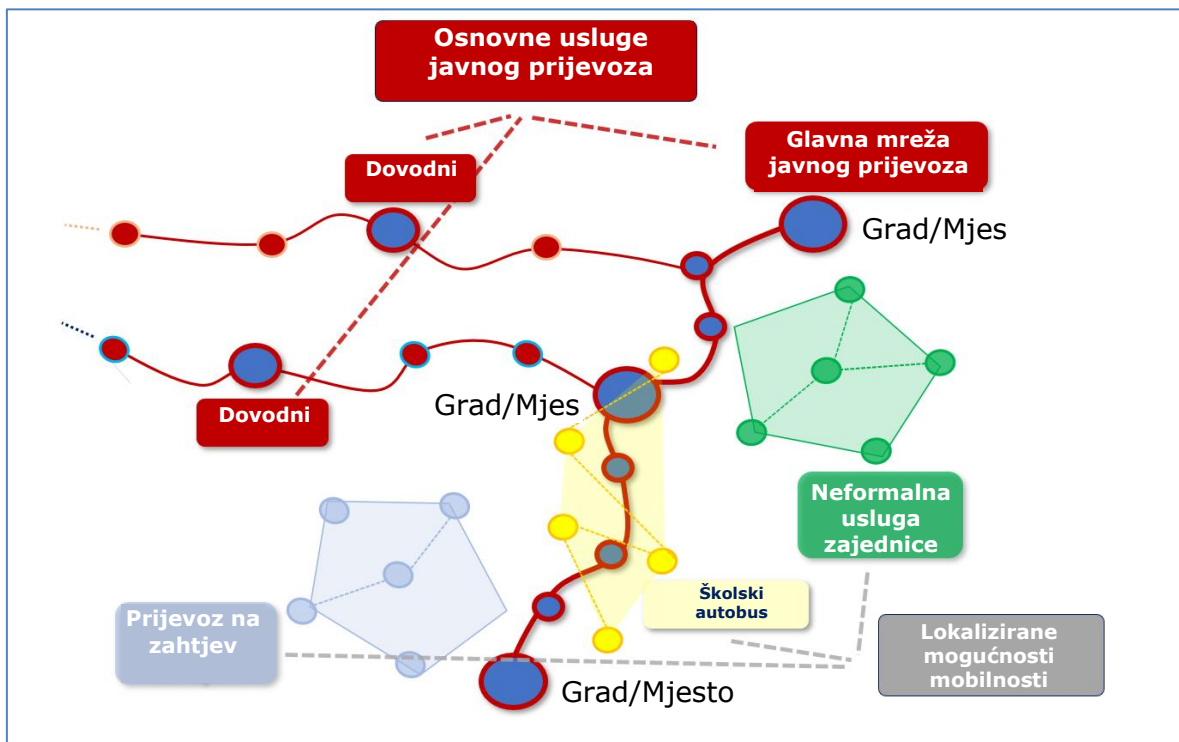 Osnovne usluge
javnog prijevoza
Glavna mreža
javnog prijevoza
Dovodni
Grad/Mjes
Grad/Mjes
Dovodni
Neformalna
usluga
zajednice
Školski
autobus
Prijevoz na
zahtjev
Lokalizirane
mogućnosti
mobilnosti
Grad/Mjesto